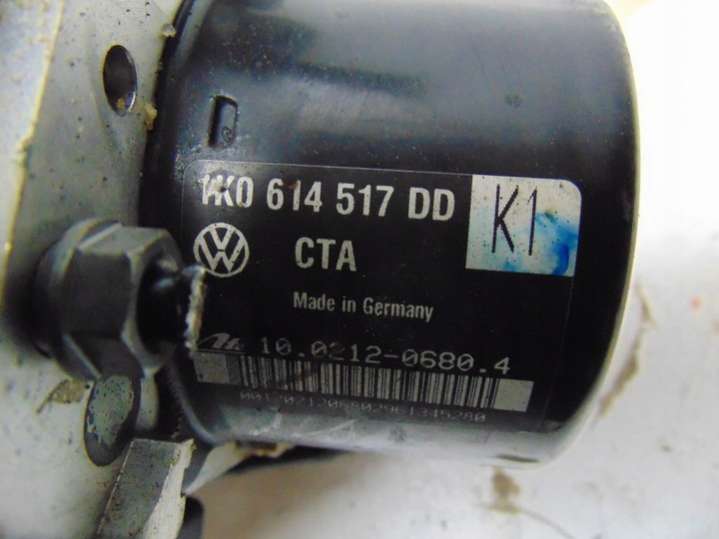 1K0 614 517 DD
K1
CTA
Made in Germany
10.0212-0680.4